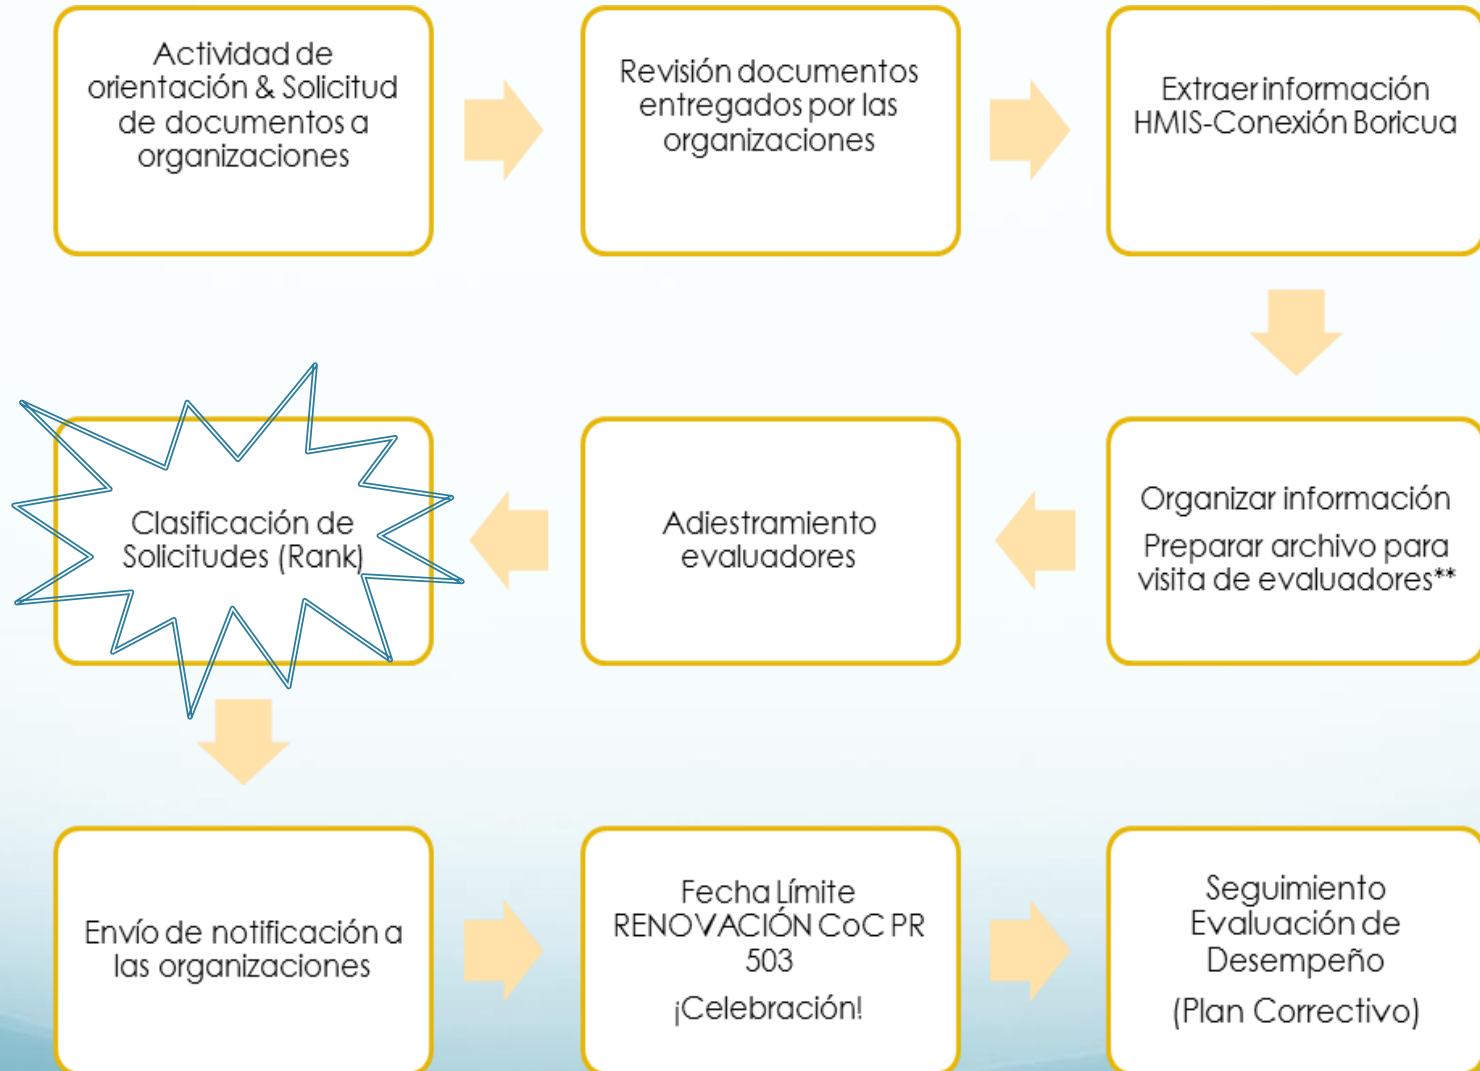 Actividad de
orientación & Solicitud
de documentos a
organizaciones
Revisión documentos
entregados por las
organizaciones
Extraer información
HMIS-Conexión Boricua
Organizar información
Preparar archivo para
visita de evaluadores**
Adiestramiento
evaluadores
Clasificación de
Solicitudes (Rank)
Envío de notificación a
las organizaciones
Fecha Límite
RENOVACIÓN CoC PR
503
¡Celebración!
Seguimiento
Evaluación de
Desempeño
(Plan Correctivo)